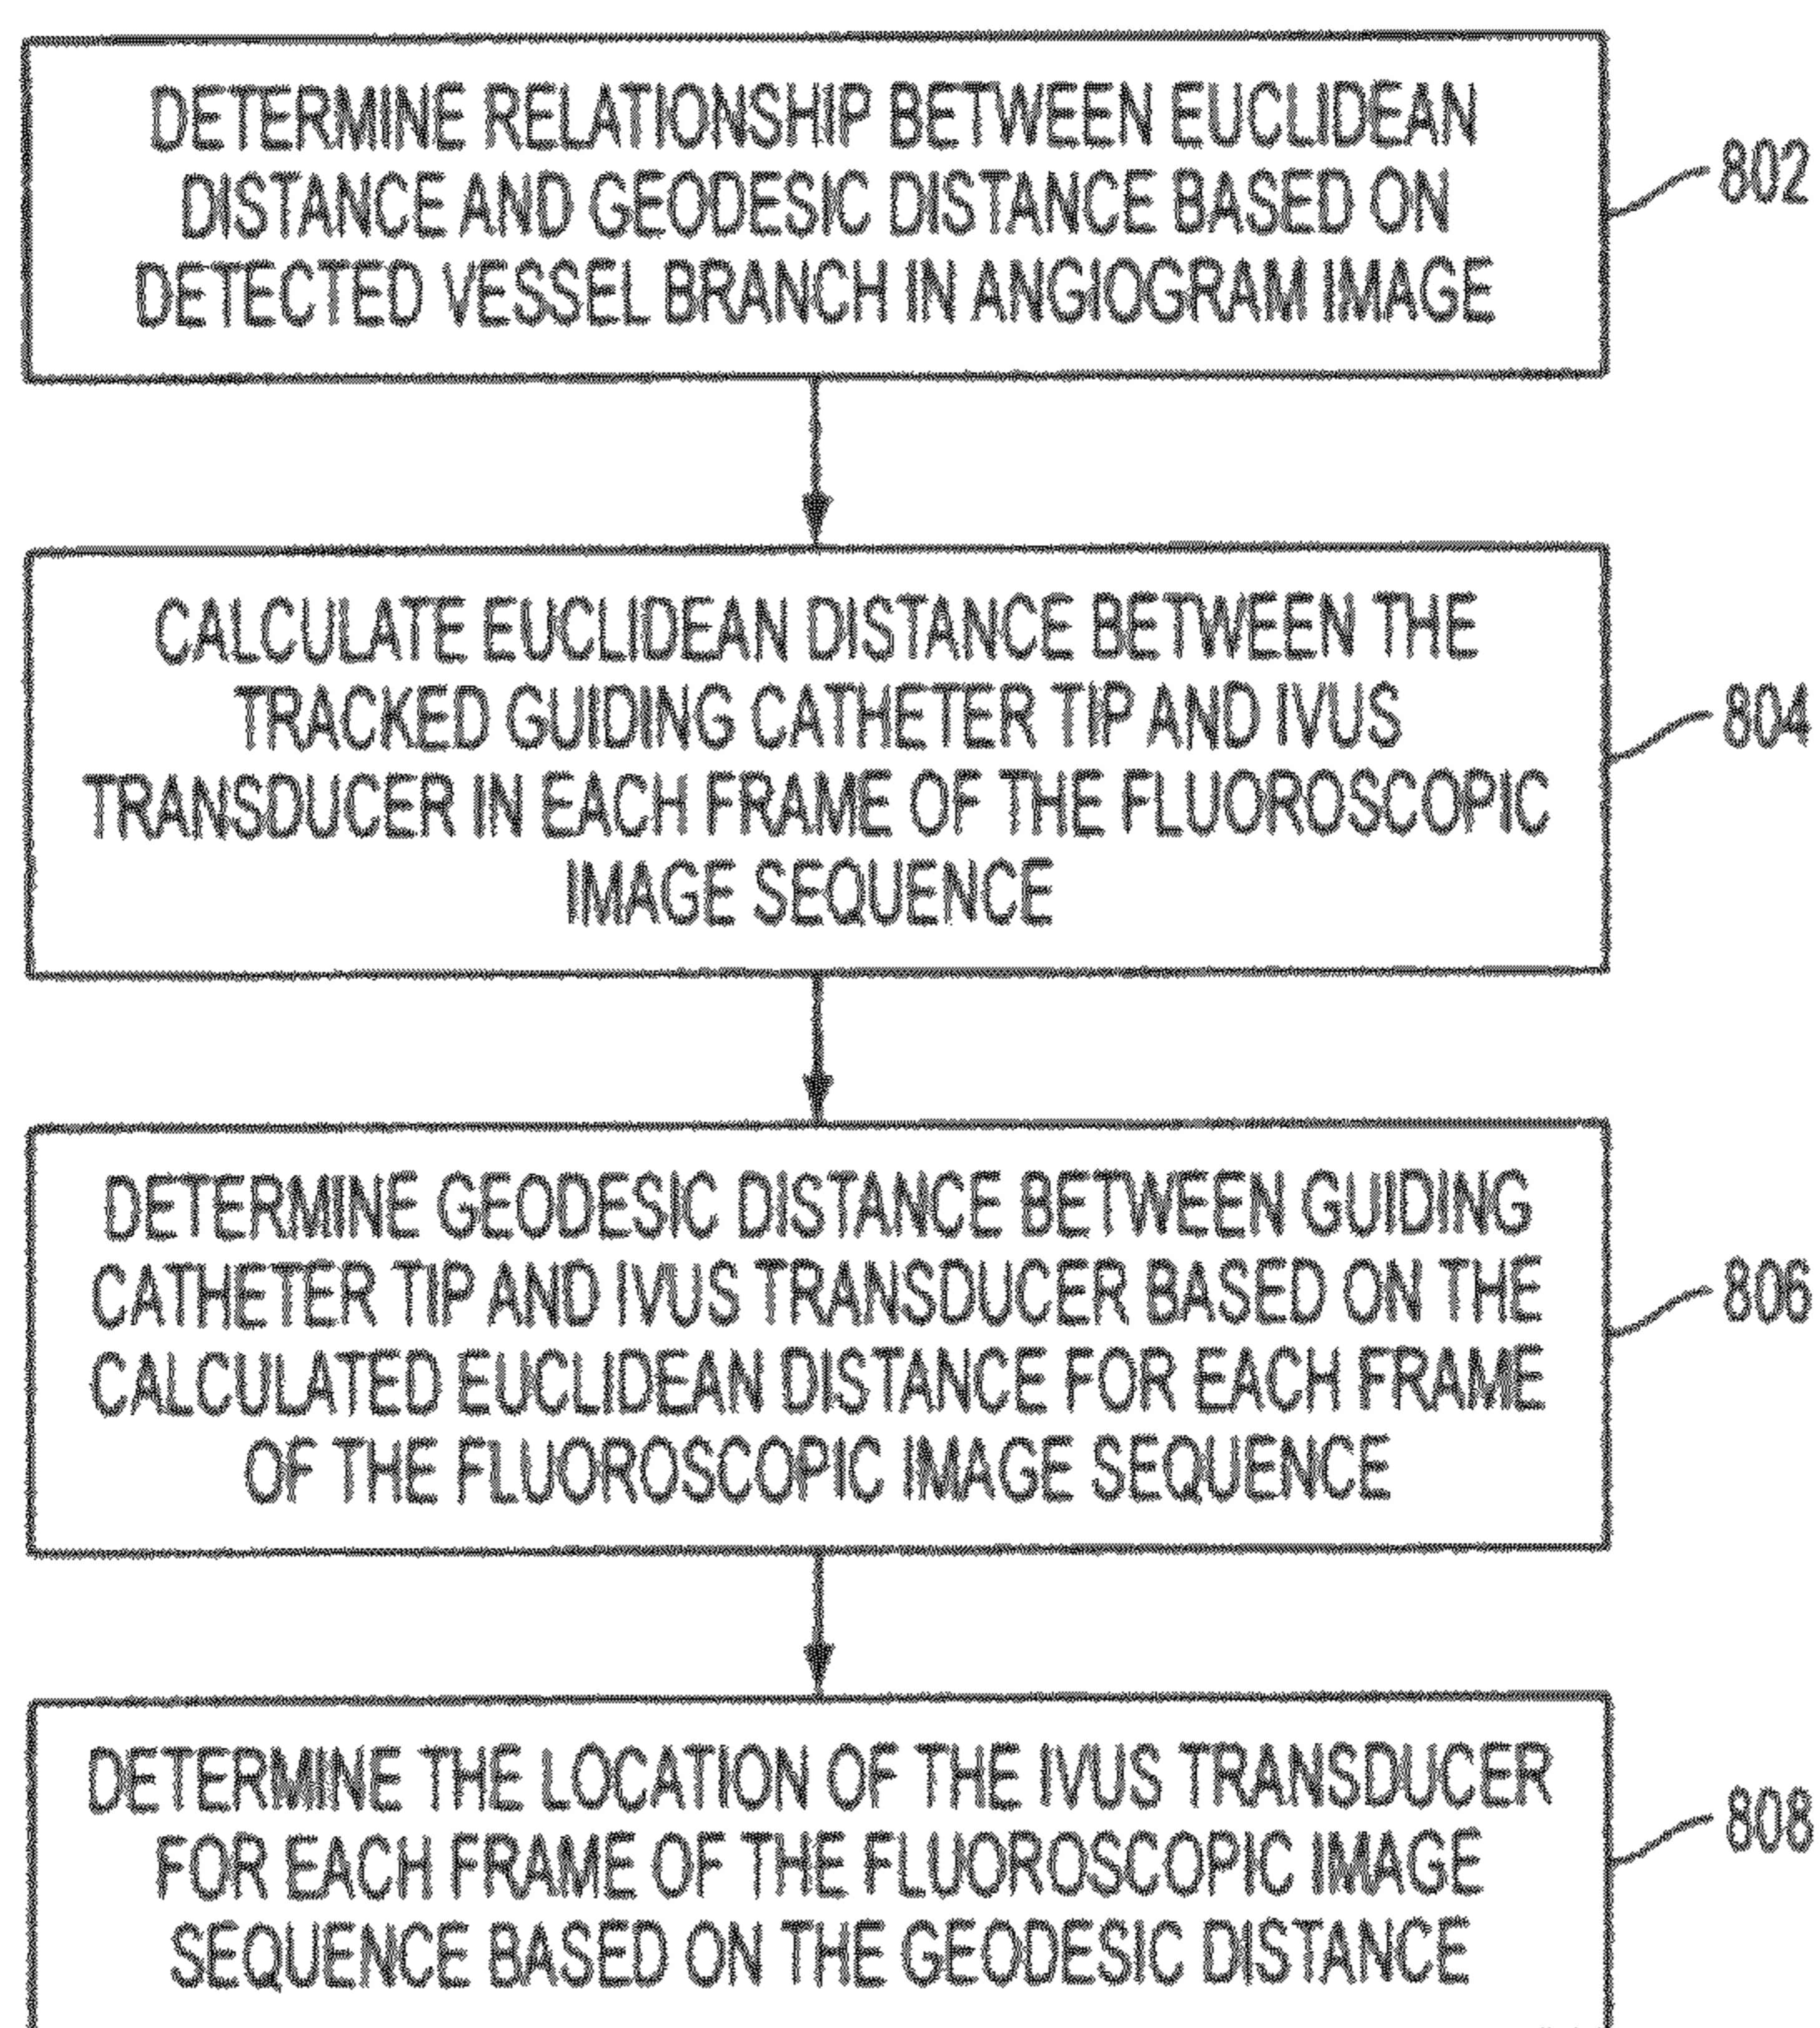 DETERMINE RELATIONSHIP BETWEEN EUCLIDEAN
DISTANCE AND GEODESIC DISTANCE BASED ON
DETECTED VESSEL BRANCH IN ANGIOGRAM IMAGE
802
CALCULATE EUCLIDEAN DISTANCE BETWEEN THE
TRACKED GUIDING CATHETER TIP AND IVUS
TRANSDUCER IN EACH FRAME OF THE FLUOROSCOPIC
IMAGE SEQUENCE
804
DETERMINE GEODESIC DISTANCE BETWEEN GUIDING
CATHETER TIP AND IVUS TRANSDUCER BASED ON THE
CALCULATED EUCLIDEAN DISTANCE FOR EACH FRAME
OF THE FLUOROSCOPIC IMAGE SEQUENCE
806
DETERMINE THE LOCATION OF THE IVUS TRANSDUCER
FOR EACH FRAME OF THE FLUOROSCOPIC IMAGE
SEQUENCE BASED ON THE GEODESIC DISTANCE
808